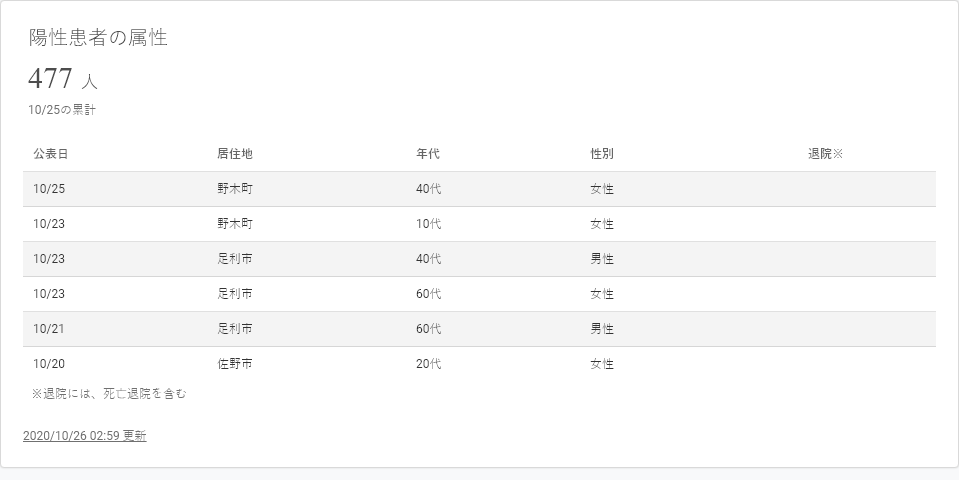 陽性患者の属性
477 人
10/25の累計
公表日 居住地 年代 性別 退院※
10/25 野木町 40代 女性
10/23 野木町 10代 女性
10/23 足利市 40代 男性
10/23 足利市 60代 女性
10/21 足利市 60代 男性
10/20 佐野市 20代 女性
※退院には、死亡退院を含む
2020/10/26 02:59 更新